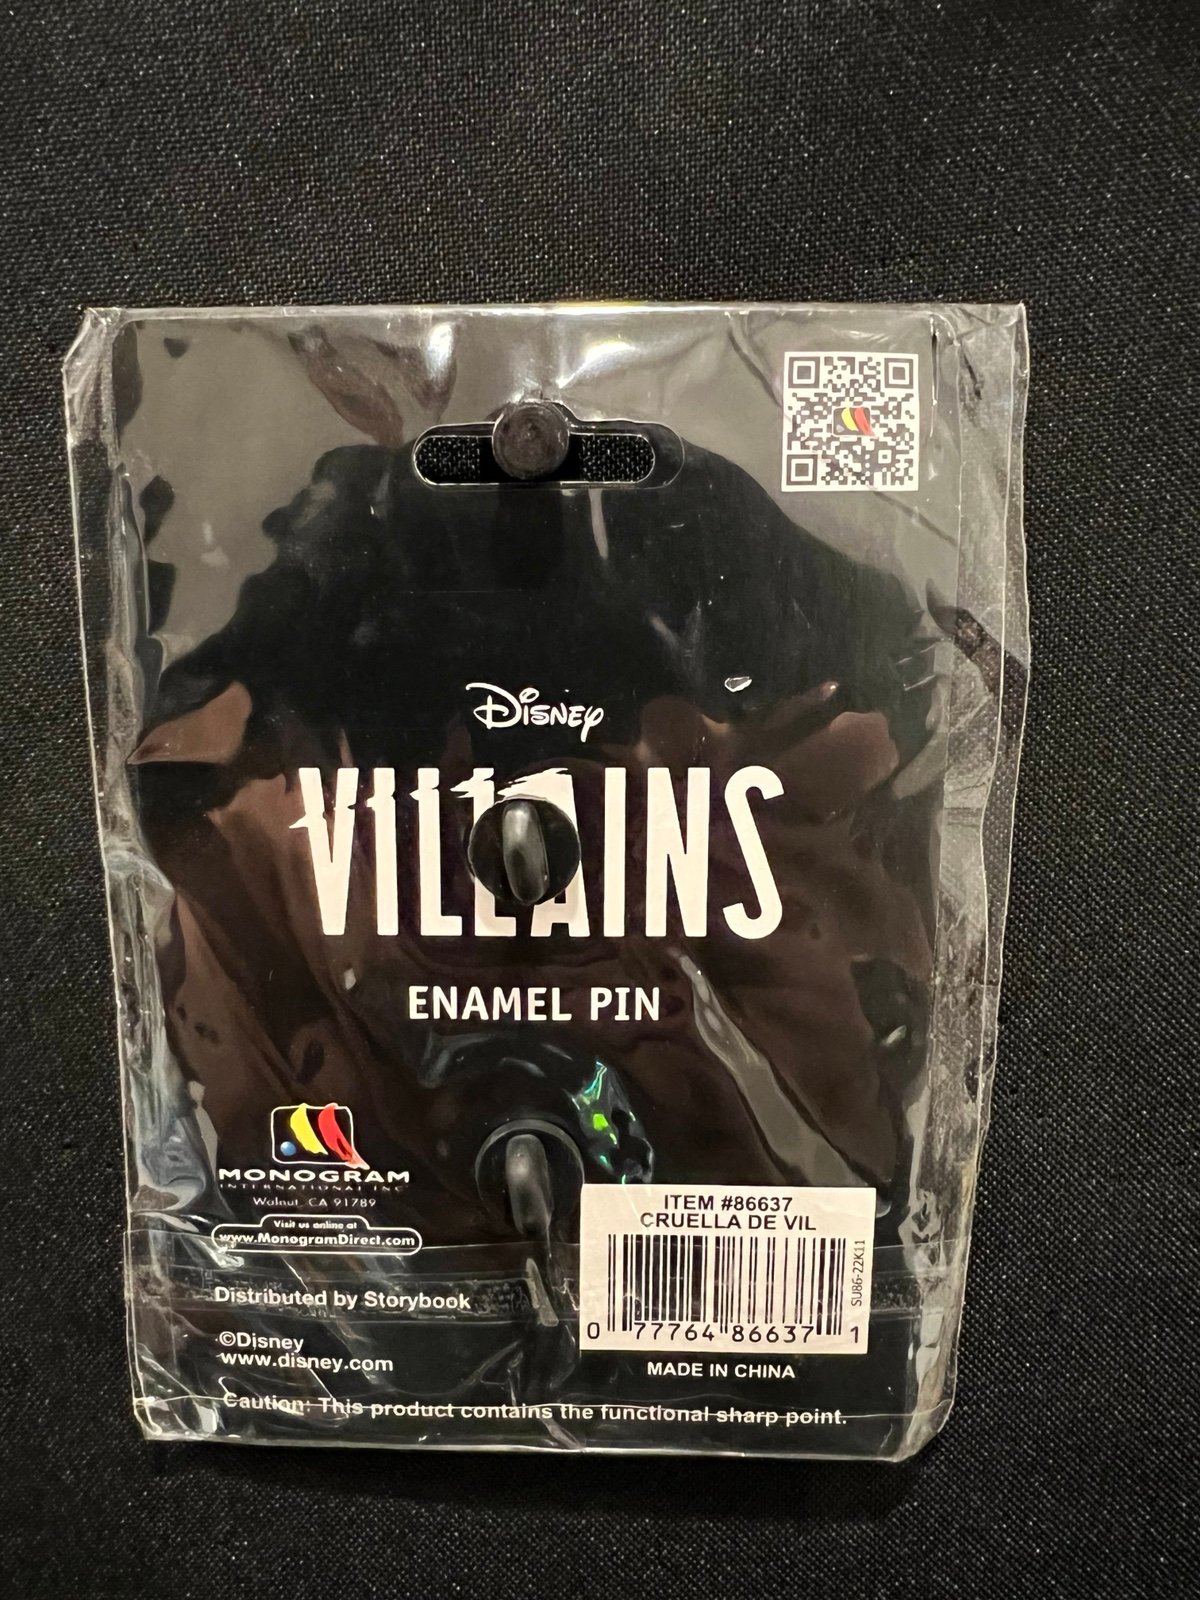 Disney
VILLAINS
ENAMEL PIN
MONOGRAM
INTERNATIONAL INC
Walnut, CA 91789
Visit us online at
www.MonogramDirect.com
Distributed by Storybook
©Disney
www.disney.com
ITEM #86637
CRUELLA DE VIL
SU86-22K11
0 77764 86637 1
MADE IN CHINA
Caution: This product contains the functional sharp point.